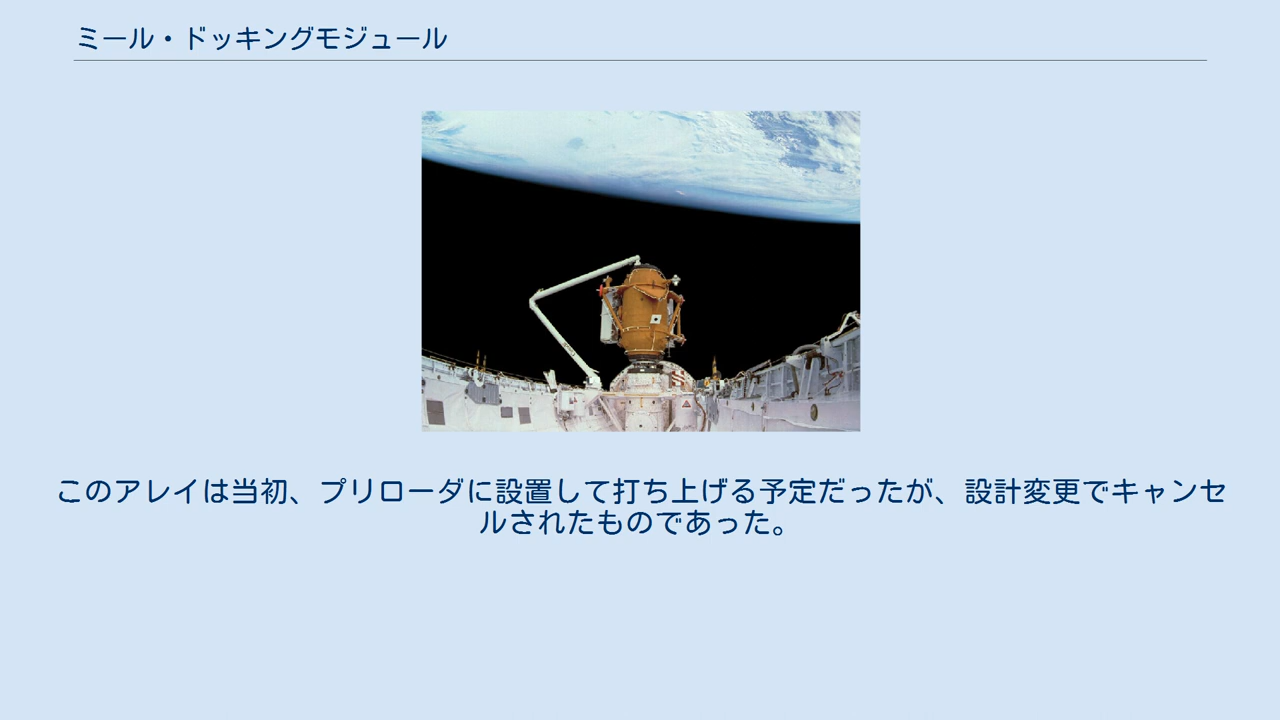 ミール・ドッキングモジュール
このアレイは当初、プリローダに設置して打ち上げる予定だったが、設計変更でキャンセ
ルされたものであった。